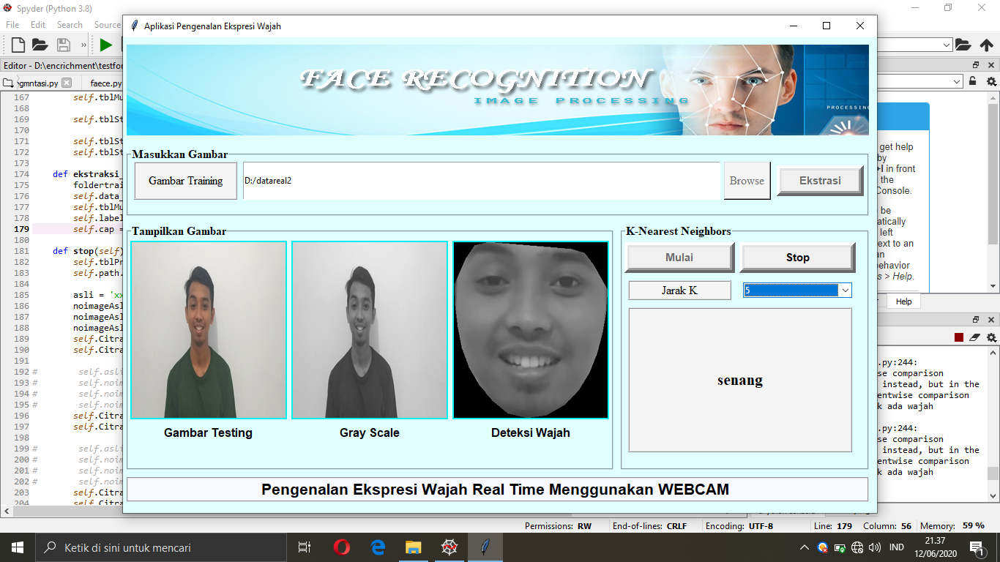 Spyder (Python 3.8)
File Edit Search Source
Aplikasi Pengenalan Ekspresi Wajah
Editor - D:\encrichment\testfor
gmntasi.py faece.py
FACE RECOGNITION
IMAGE PROCESSING
PROCESSING
167 self.tblMu
168
169 self.tblSt
170
171 self.tblSt
172 self.tblSt
173
174 def ekstraksi_
175 foldertrai
176 self.data_
177 self.tblMu
178 self.label
179 self.cap =
180
181 def stop(self)
182 self.tblPr
183 self.path.
184
185 asli = 'xx
186 noimageAsl
187 noimageAsl
188 noimageAsl
189 self.Citra
190 self.Citra
191
192 # self.asli
193 # self.noim
194 # self.noim
195 # self.noim
196 self.Citra
197 self.Citra
198
199 # self.asli
200 # self.noim
201 # self.noim
202 # self.noim
203 self.Citra
204 self.Citra
Masukkan Gambar
Gambar Training D:/datareal2 Browse Ekstrasi
Tampilkan Gambar
Gambar Testing Gray Scale Deteksi Wajah
K-Nearest Neighbors
Mulai Stop
Jarak K 5
senang
Pengenalan Ekspresi Wajah Real Time Menggunakan WEBCAM
get help
by
+I in front
the
Console.
be
atically
left
ext to an
an
behavior
s > Help.
Help
.py:244:
se comparison
instead, but in the
entwise comparison
k ada wajah
.py:244:
se comparison
instead, but in the
entwise comparison
k ada wajah
Permissions: RW End-of-lines: CRLF Encoding: UTF-8 Line: 179 Column: 56 Memory: 59 %
Ketik di sini untuk mencari
IND
21.37
12/06/2020
1